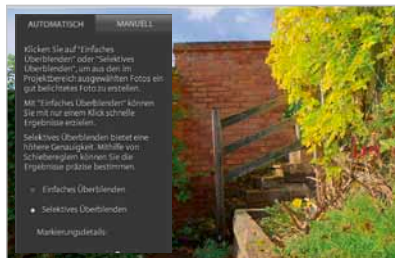 AUTOMATISCH MANUELL
Klicken Sie auf "Einfaches
Überblenden" oder "Selektives
Überblenden", um aus den im
Projektbereich ausgewählten Fotos ein
gut belichtetes Foto zu erstellen.
Mit "Einfaches Überblenden" können
Sie mit nur einem Klick schnelle
Ergebnisse erzielen.
Selektives Überblenden bietet eine
höhere Genauigkeit. Mithilfe von
Schiebereglern können Sie die
Ergebnisse präzise bestimmen.
Einfaches Überblenden
Selektives Überblenden
Markierungsdetails: